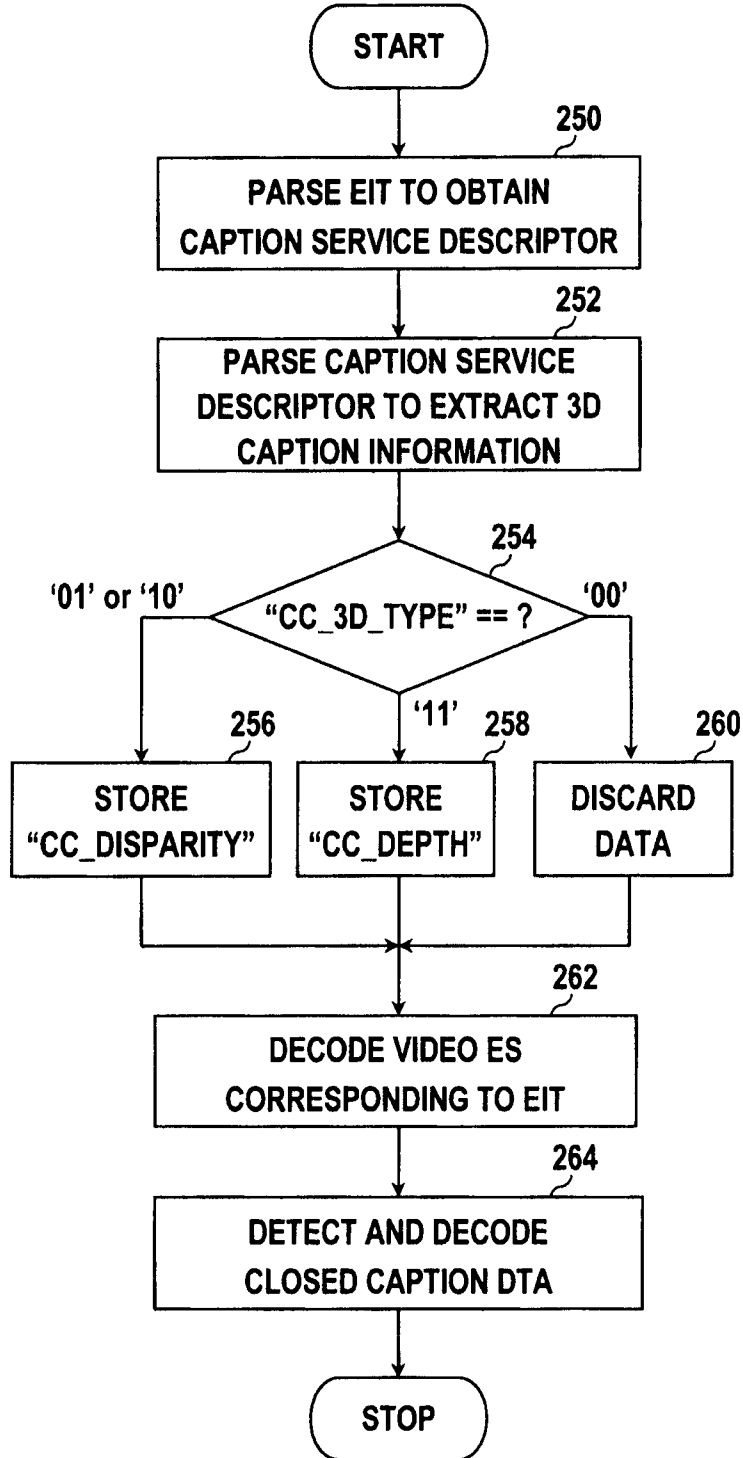 START
250
PARSE EIT TO OBTAIN
CAPTION SERVICE DESCRIPTOR
252
PARSE CAPTION SERVICE
DESCRIPTOR TO EXTRACT 3D
CAPTION INFORMATION
254
‘01’ or ‘10’
“CC_3D_TYPE” == ?
‘00’
‘11’
256
STORE
“CC_DISPARITY”
258
STORE
“CC_DEPTH”
260
DISCARD
DATA
262
DECODE VIDEO ES
CORRESPONDING TO EIT
264
DETECT AND DECODE
CLOSED CAPTION DTA
STOP